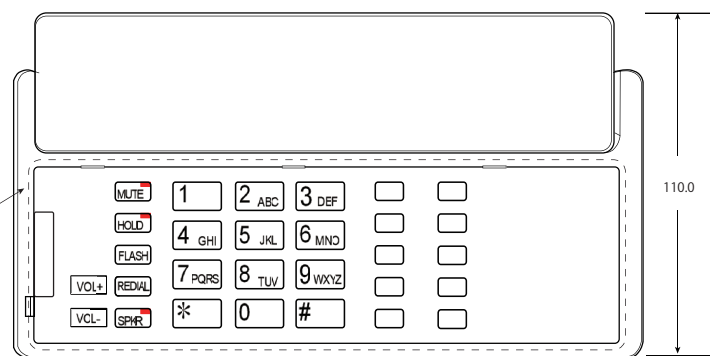 MUTE 1 2 ABC 3 DEF
110.0
HOLD 4 GHI 5 JKL 6 MNO
FLASH
VOL+ REDIAL 7 PQRS 8 TUV 9 WXYZ
VOL- SPKR * 0 #